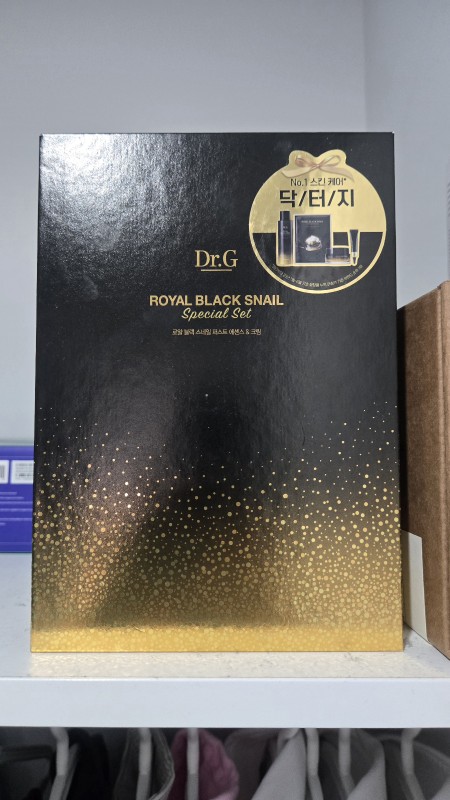 No.1 스킨 케어*
닥/터/지
Dr.G
ROYAL BLACK SNAIL
Special Set
로얄 블랙 스네일 퍼스트 에센스 & 크림